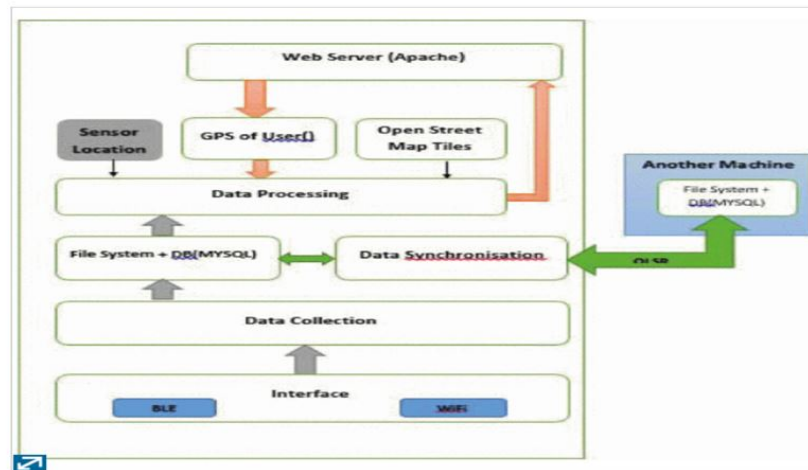 Web Server (Apache)
Sensor
Location
GPS of User()
Open Street
Map Tiles
Another Machine
File System +
DB(MYSQL)
Data Processing
File System + DB(MYSQL)
Data Synchronisation
OLSR
Data Collection
Interface
BLE
WiFi